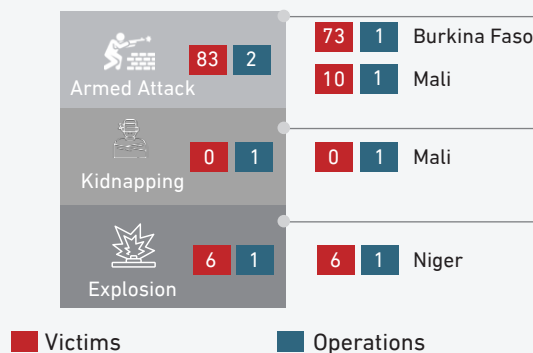 83 2
Armed Attack
73 1 Burkina Faso
10 1 Mali
0 1
Kidnapping
0 1 Mali
6 1
Explosion
6 1 Niger
Victims
Operations